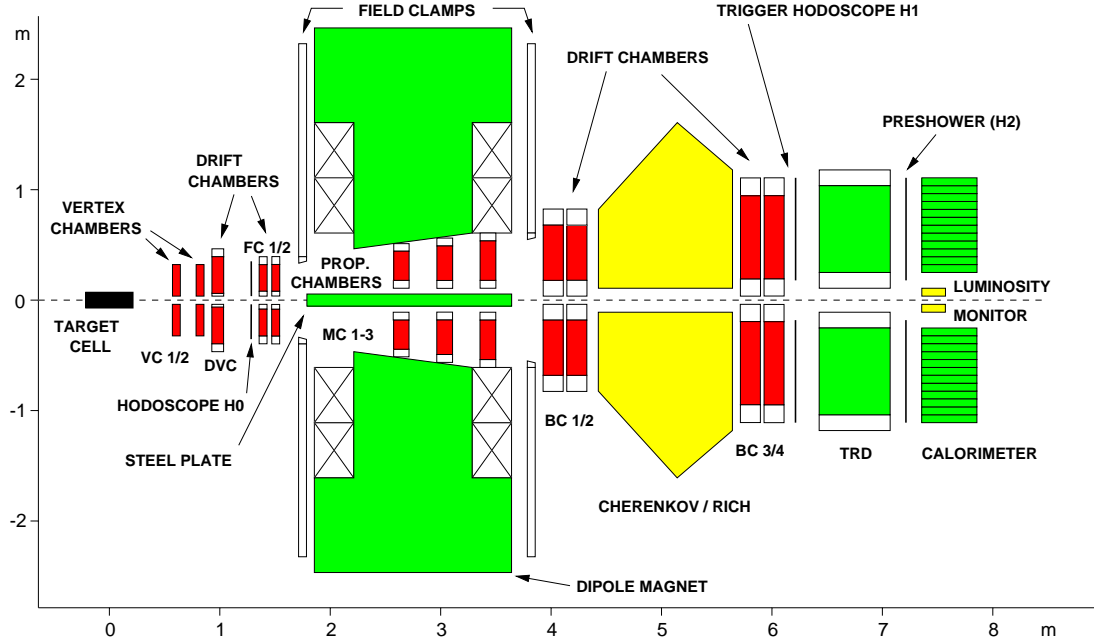 FIELD CLAMPS
TRIGGER HODOSCOPE H1
m
2
1
0
-1
-2
DRIFT CHAMBERS
PRESHOWER (H2)
DRIFT
CHAMBERS
VERTEX
CHAMBERS
FC 1/2
PROP.
CHAMBERS
LUMINOSITY
MONITOR
TARGET
CELL
VC 1/2
DVC
MC 1-3
HODOSCOPE H0
STEEL PLATE
BC 1/2
BC 3/4
TRD
CALORIMETER
CHERENKOV / RICH
DIPOLE MAGNET
0
1
2
3
4
5
6
7
8
m